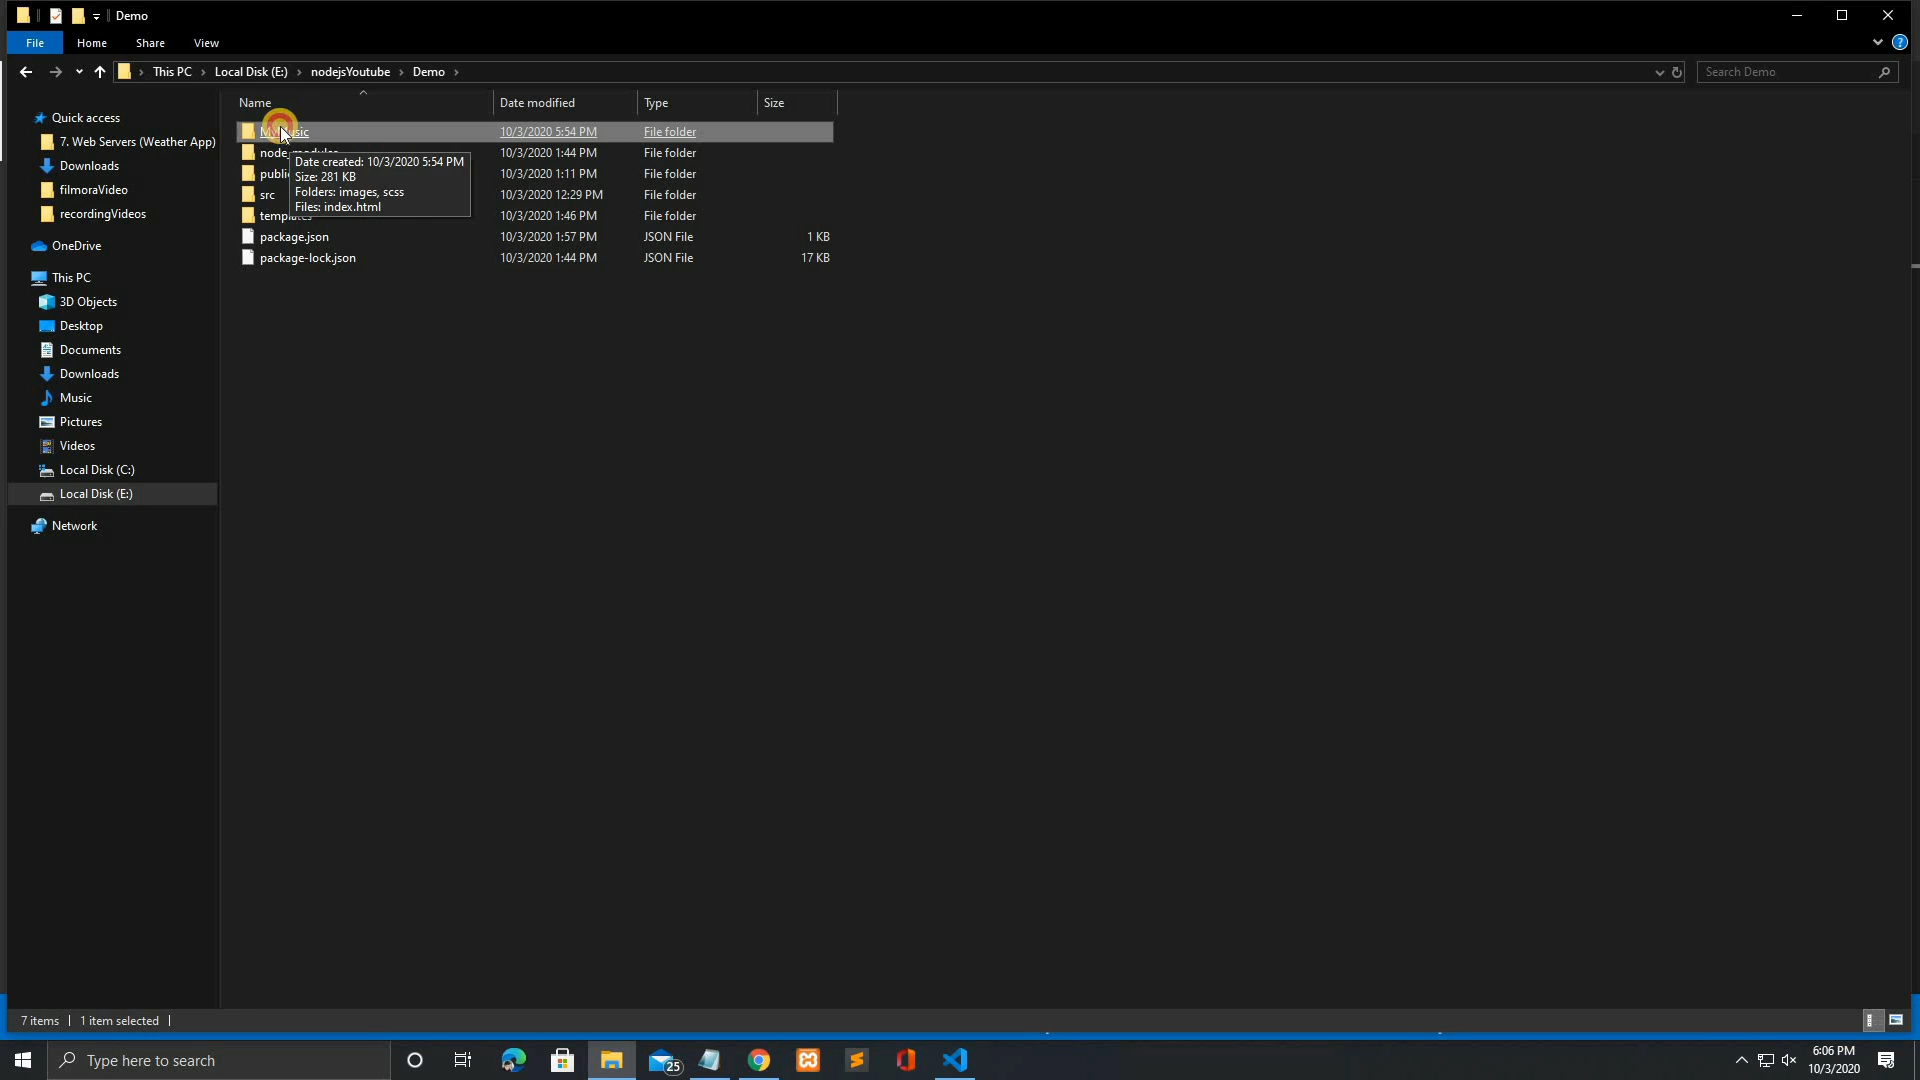 Demo
File Home Share View
This PC Local Disk (E:) nodejsYoutube Demo
Search Demo
Name Date modified Type Size
Quick access
7. Web Servers (Weather App)
Downloads
filmoraVideo
recordingVideos
OneDrive
This PC
3D Objects
Desktop
Documents
Downloads
Music
Pictures
Videos
Local Disk (C:)
Local Disk (E:)
Network
10/3/2020 5:54 PM File folder
10/3/2020 1:44 PM File folder
10/3/2020 1:11 PM File folder
src 10/3/2020 12:29 PM File folder
10/3/2020 1:46 PM File folder
package.json 10/3/2020 1:57 PM JSON File 1 KB
package-lock.json 10/3/2020 1:44 PM JSON File 17 KB
Date created: 10/3/2020 5:54 PM
Size: 281 KB
Folders: images, scss
Files: index.html
7 items 1 item selected
Type here to search
25
6:06 PM
10/3/2020